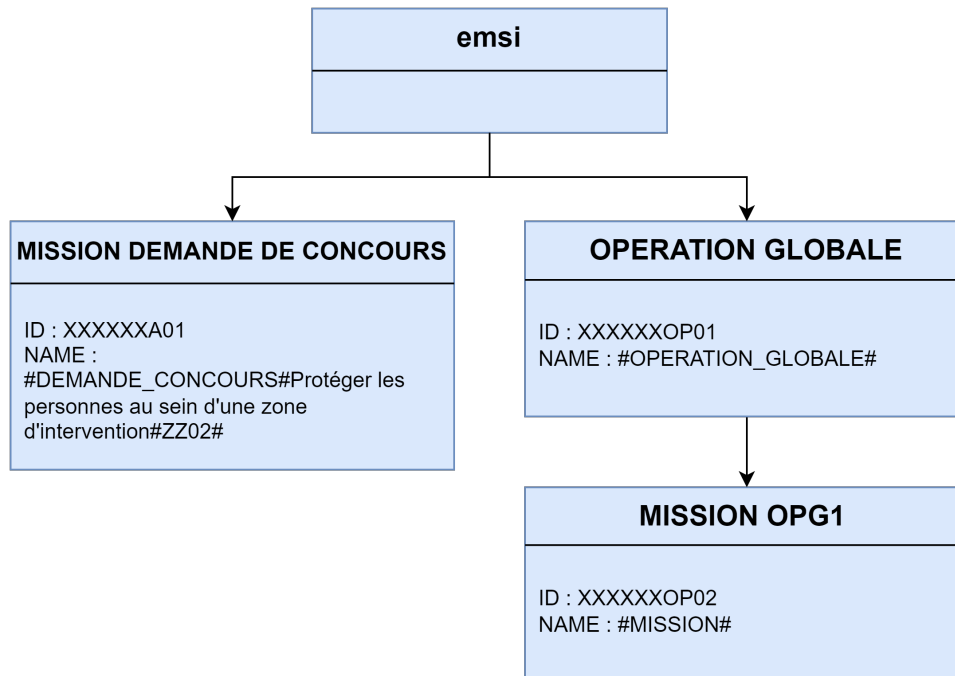 emsi
MISSION DEMANDE DE CONCOURS
ID : XXXXXXA01
NAME :
#DEMANDE_CONCOURS#Protéger les
personnes au sein d'une zone
d'intervention#ZZ02#
OPERATION GLOBALE
ID : XXXXXXOP01
NAME : #OPERATION_GLOBALE#
MISSION OPG1
ID : XXXXXXOP02
NAME : #MISSION#